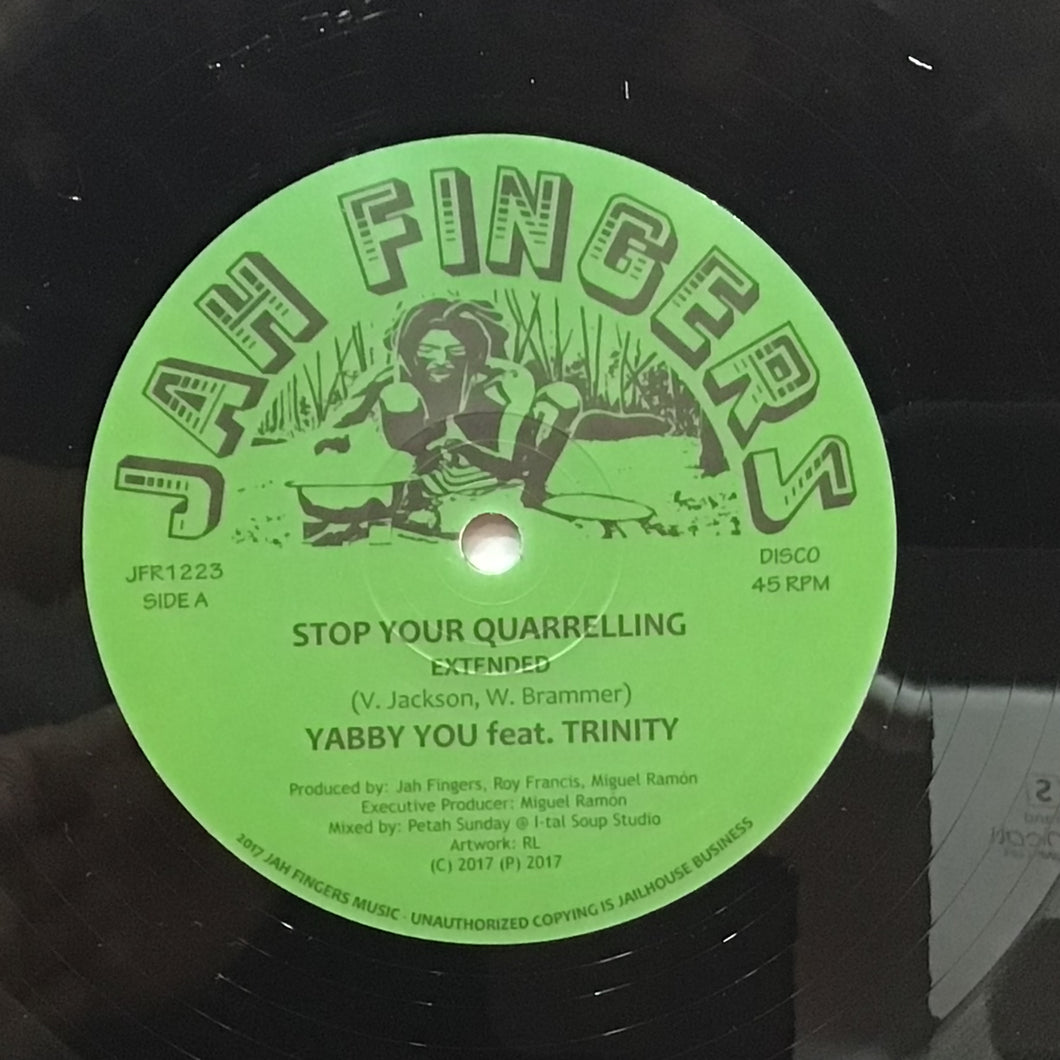 JAH FINGERS
JFR1223
SIDE A
DISCO
45 RPM
STOP YOUR QUARRELLING
EXTENDED
(V. Jackson, W. Brammer)
YABBY YOU feat. TRINITY
Produced by: Jah Fingers, Roy Francis, Miguel Ramón
Executive Producer: Miguel Ramón
Mixed by: Petah Sunday @ I-tal Soup Studio
Artwork: RL
(C) 2017 (P) 2017
2017 JAH FINGERS MUSIC - UNAUTHORIZED COPYING IS JAILHOUSE BUSINESS